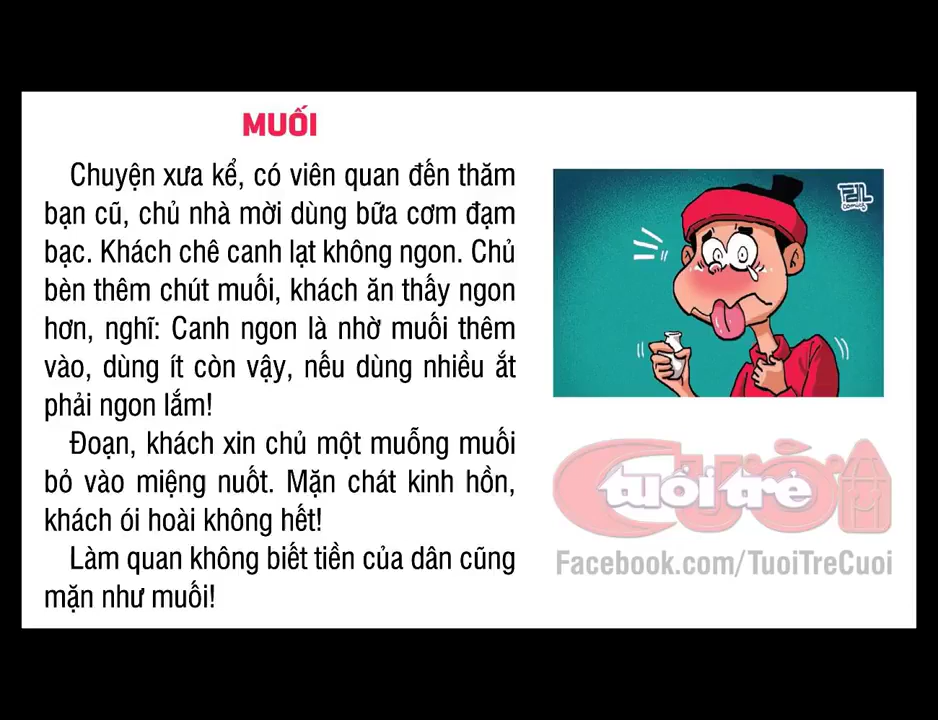 MUỐI
Chuyện xưa kể, có viên quan đến thăm
bạn cũ, chủ nhà mời dùng bữa cơm đạm
bạc. Khách chê canh lạt không ngon. Chủ
bèn thêm chút muối, khách ăn thấy ngon
hơn, nghĩ: Canh ngon là nhờ muối thêm
vào, dùng ít còn vậy, nếu dùng nhiều ắt
phải ngon lắm!
Đoạn, khách xin chủ một muỗng muối
bỏ vào miệng nuốt. Mặn chát kinh hồn,
khách ói hoài không hết!
Làm quan không biết tiền của dân cũng
mặn như muối!
comics
tuổi trẻ
CƯỜI
Facebook.com/TuoiTreCuoi